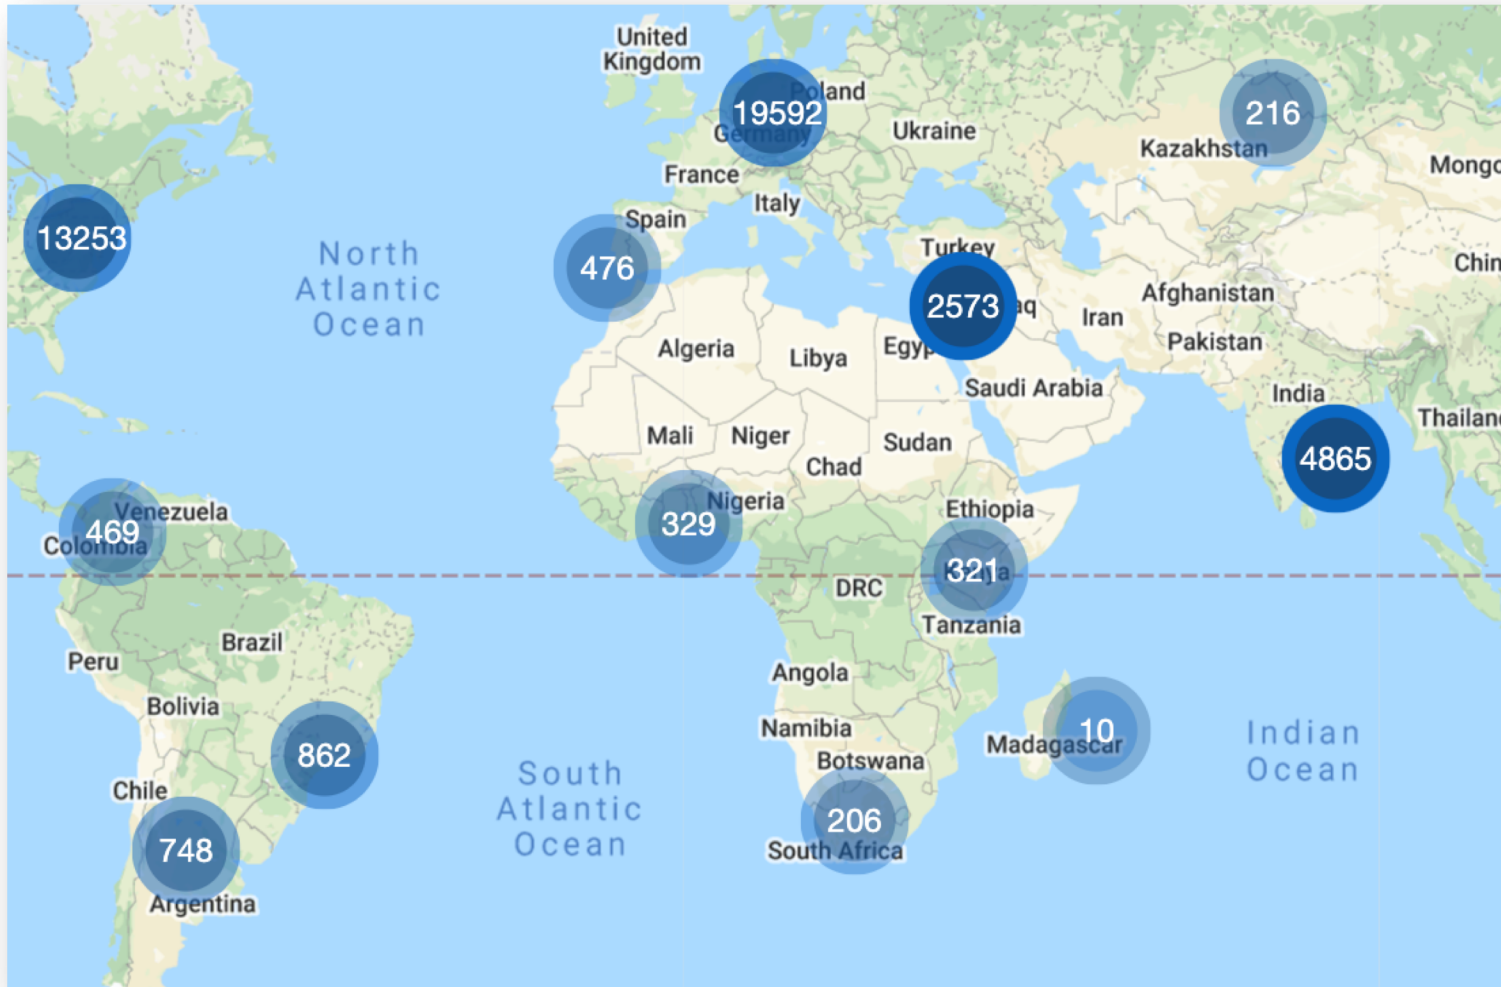 United
Kingdom
19592
Poland
Germany
216
Ukraine
Kazakhstan
Mongo
France
Italy
Spain
13253
North
Atlantic
Ocean
476
Turkey
2573
aq
Iran
Afghanistan
Chin
Pakistan
Algeria
Libya
Egyp
Saudi Arabia
India
Thailand
Mali
Niger
Sudan
Chad
4865
Venezuela
469
Colombia
Nigeria
329
Ethiopia
321
Kenya
DRC
Tanzania
Brazil
Peru
Angola
Bolivia
Namibia
10
Madagascar
Indian
Ocean
862
Botswana
South
Atlantic
Ocean
Chile
206
South Africa
748
Argentina